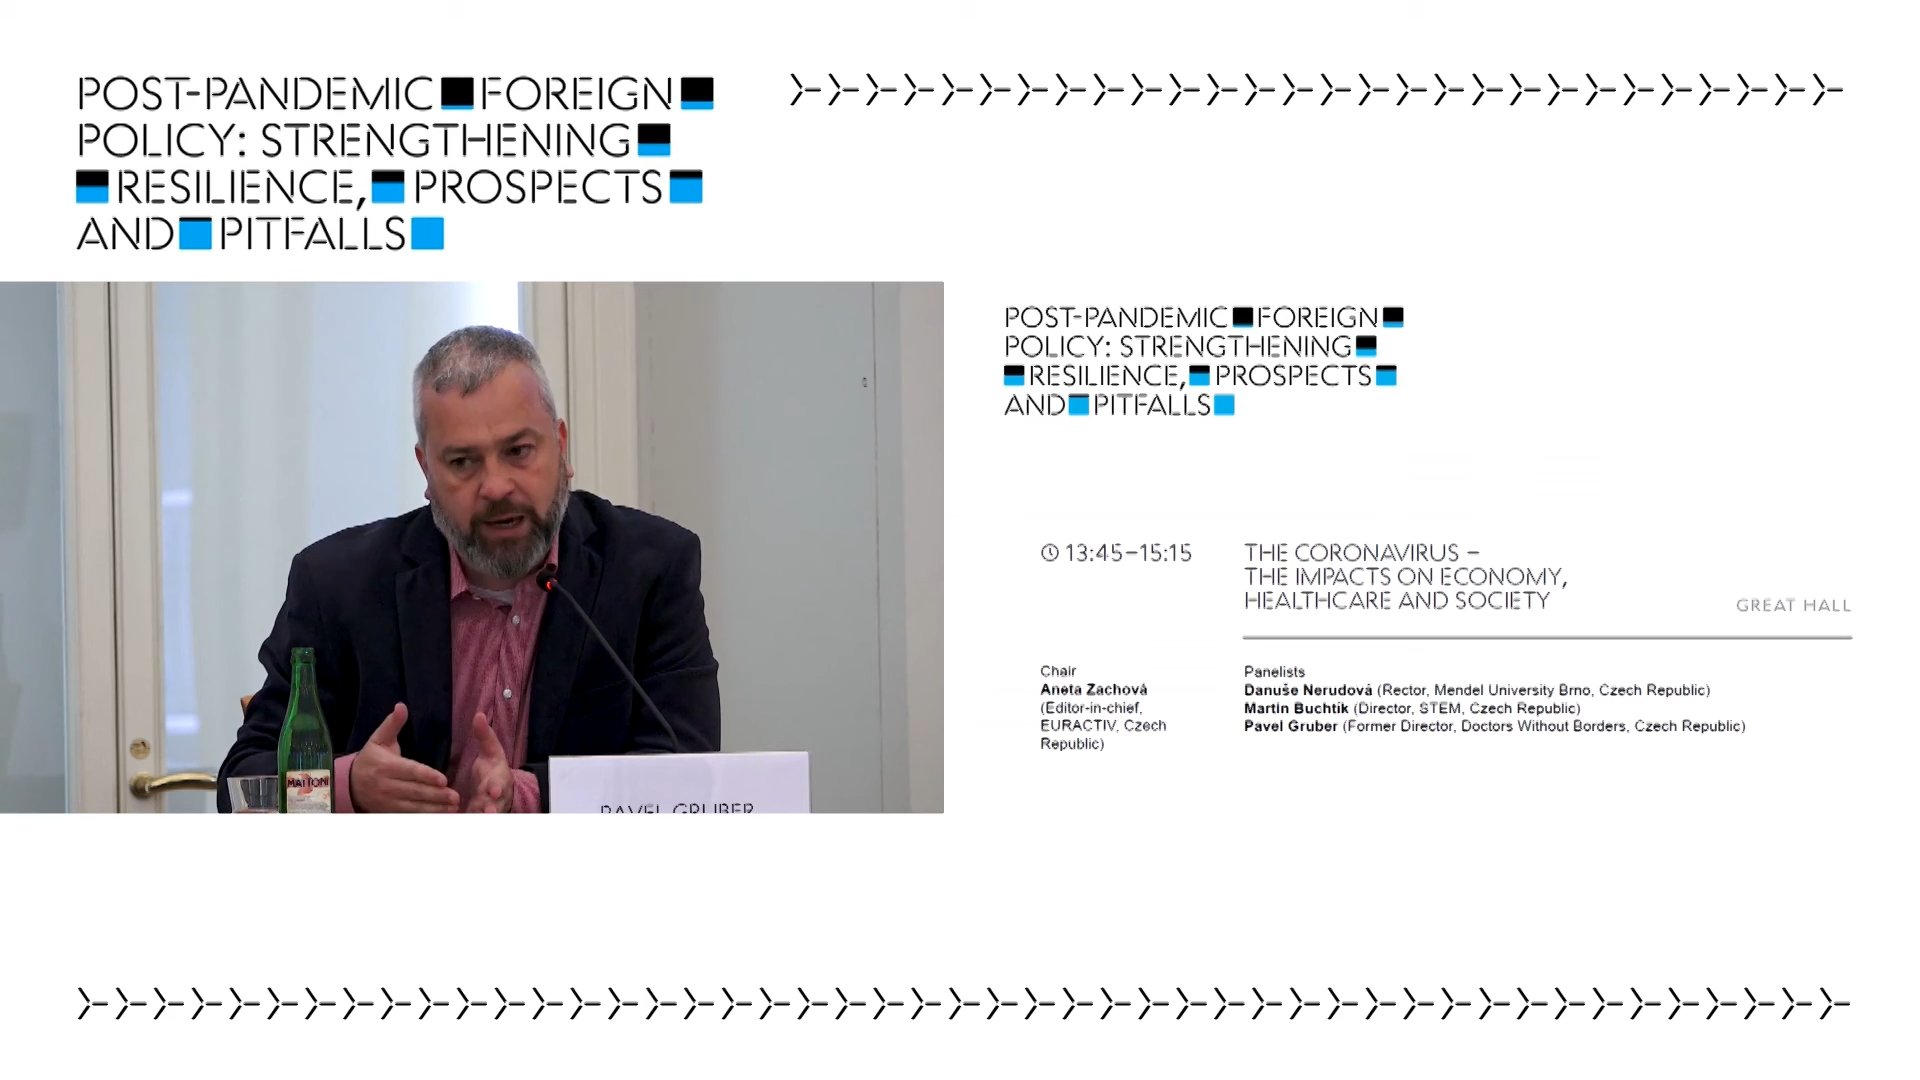 POST-PANDEMIC FOREIGN
POLICY: STRENGTHENING
RESILIENCE, PROSPECTS
AND PITFALLS
POST-PANDEMIC FOREIGN
POLICY: STRENGTHENING
RESILIENCE, PROSPECTS
AND PITFALLS
13:45–15:15
THE CORONAVIRUS –
THE IMPACTS ON ECONOMY,
HEALTHCARE AND SOCIETY
GREAT HALL
Chair
Aneta Zachová
(Editor-in-chief,
EURACTIV, Czech
Republic)
Panelists
Danuše Nerudová (Rector, Mendel University Brno, Czech Republic)
Martin Buchtík (Director, STEM, Czech Republic)
Pavel Gruber (Former Director, Doctors Without Borders, Czech Republic)
MATTONI
PAVEL GRUBER